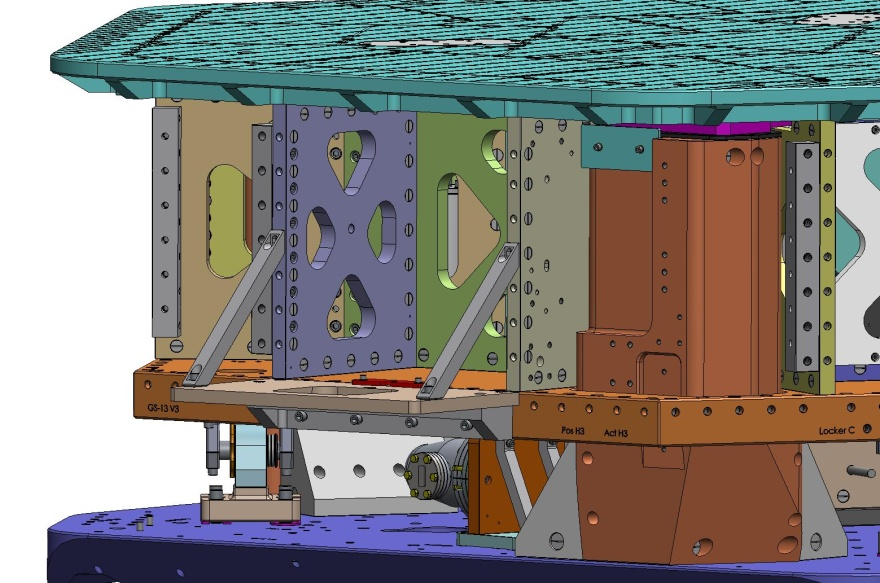 GS-13 V3
Pos H3
Act H3
Locker C